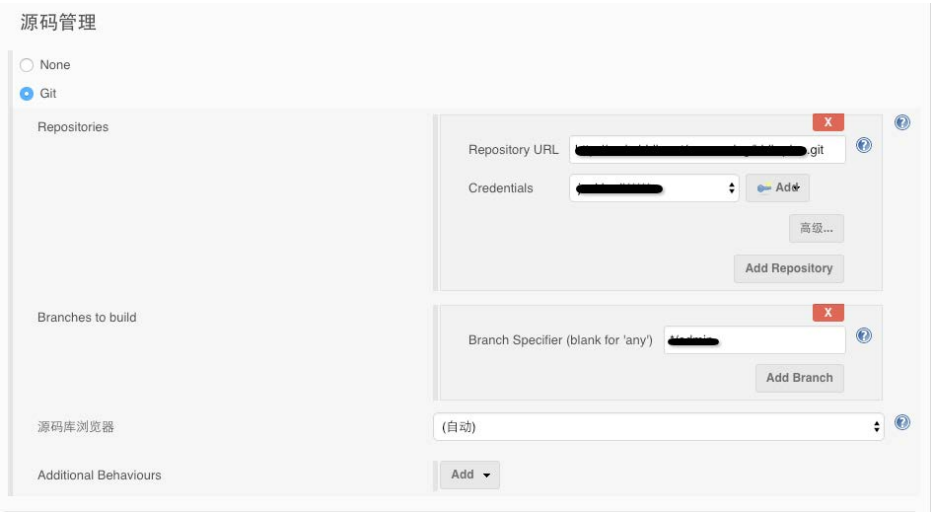 源码管理
None
Git
Repositories
X
Repository URL
.git
Credentials
Add
高级...
Add Repository
Branches to build
X
Branch Specifier (blank for 'any')
Add Branch
源码库浏览器
(自动)
Additional Behaviours
Add